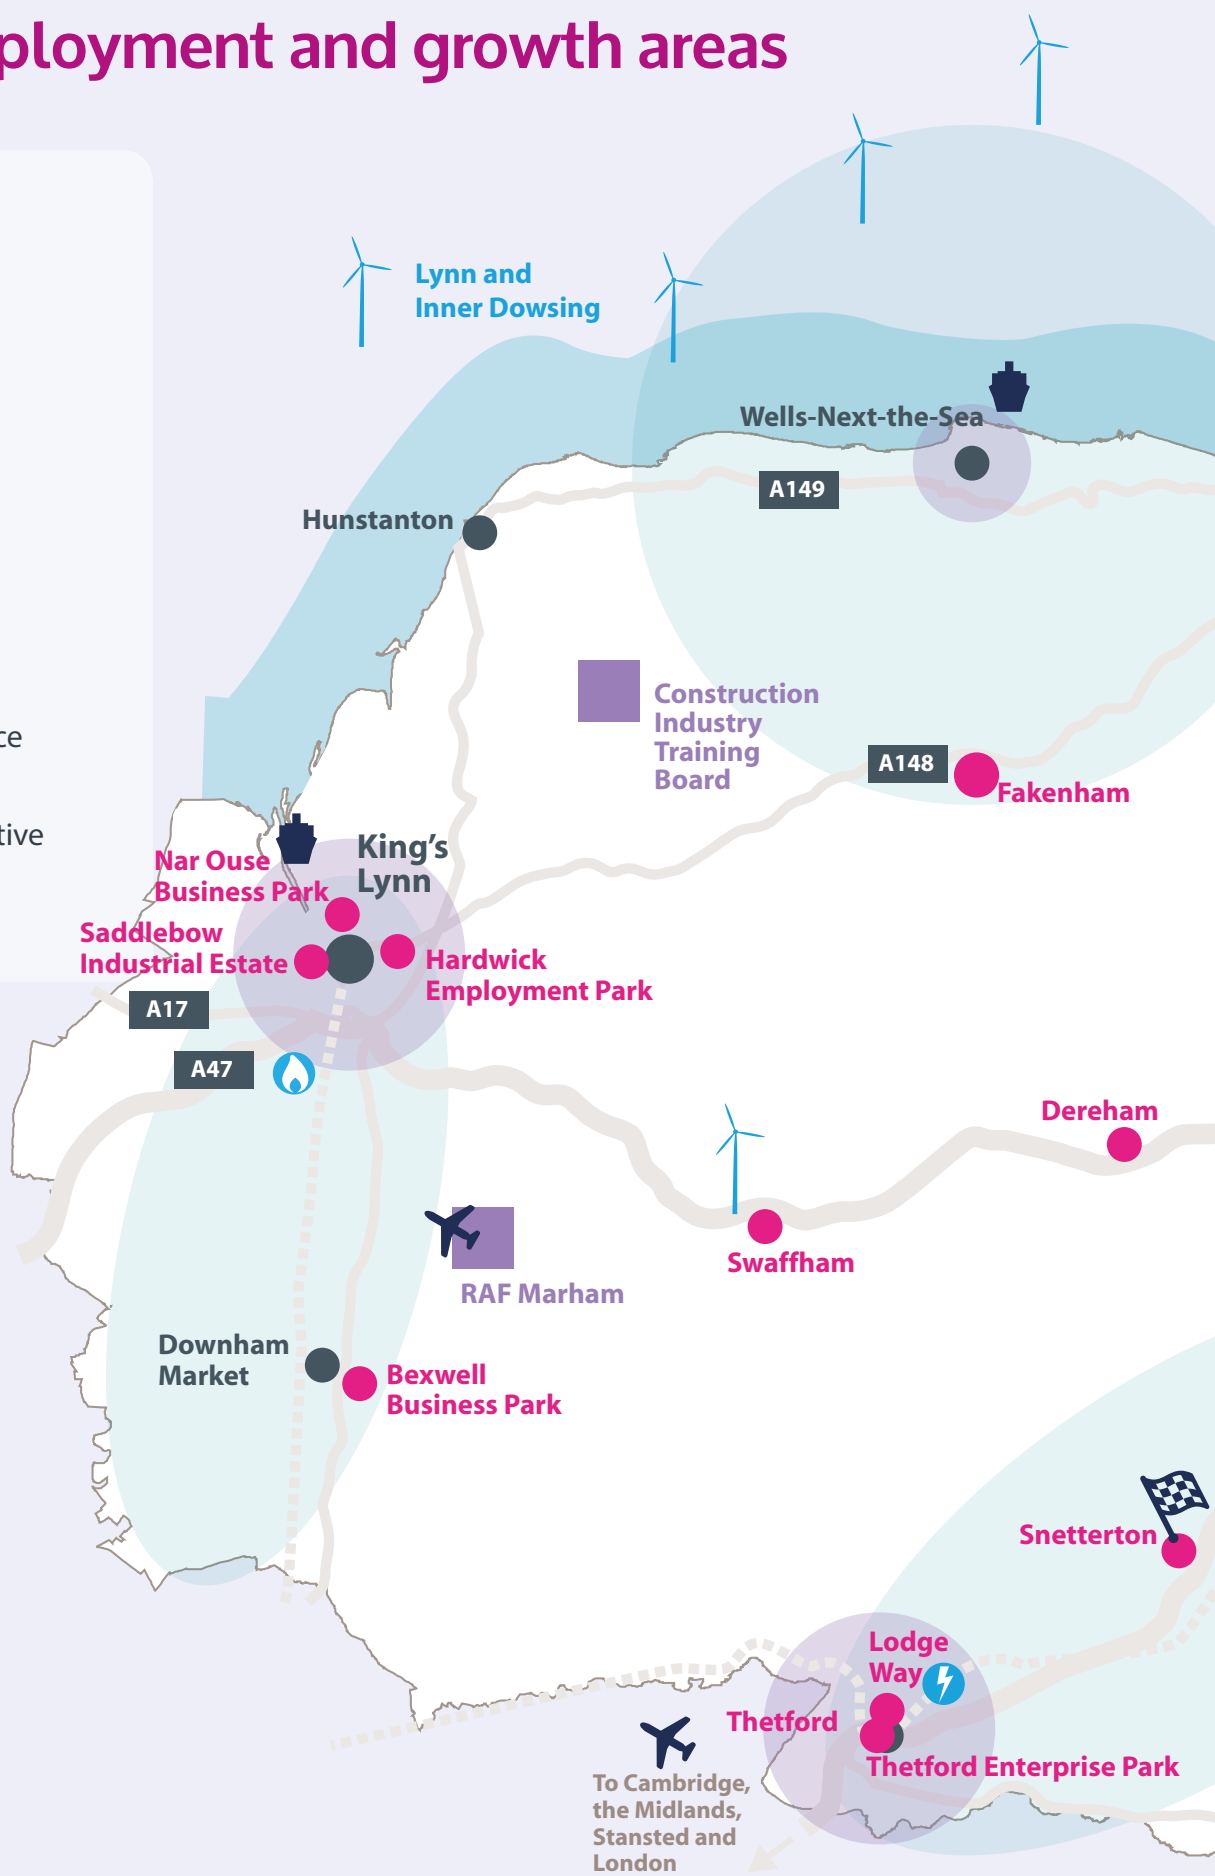 ployment and growth areas
Lynn and
Inner Dowsing
Wells-Next-the-Sea
A149
Hunstanton
Construction
Industry
Training
Board
ce
A148
Fakenham
tive
King’s
Lynn
Nar Ouse
Business Park
Saddlebow
Industrial Estate
Hardwick
Employment Park
A17
A47
Dereham
Swaffham
RAF Marham
Downham
Market
Bexwell
Business Park
Snetterton
Lodge
Way
Thetford
Thetford Enterprise Park
To Cambridge,
the Midlands,
Stansted and
London